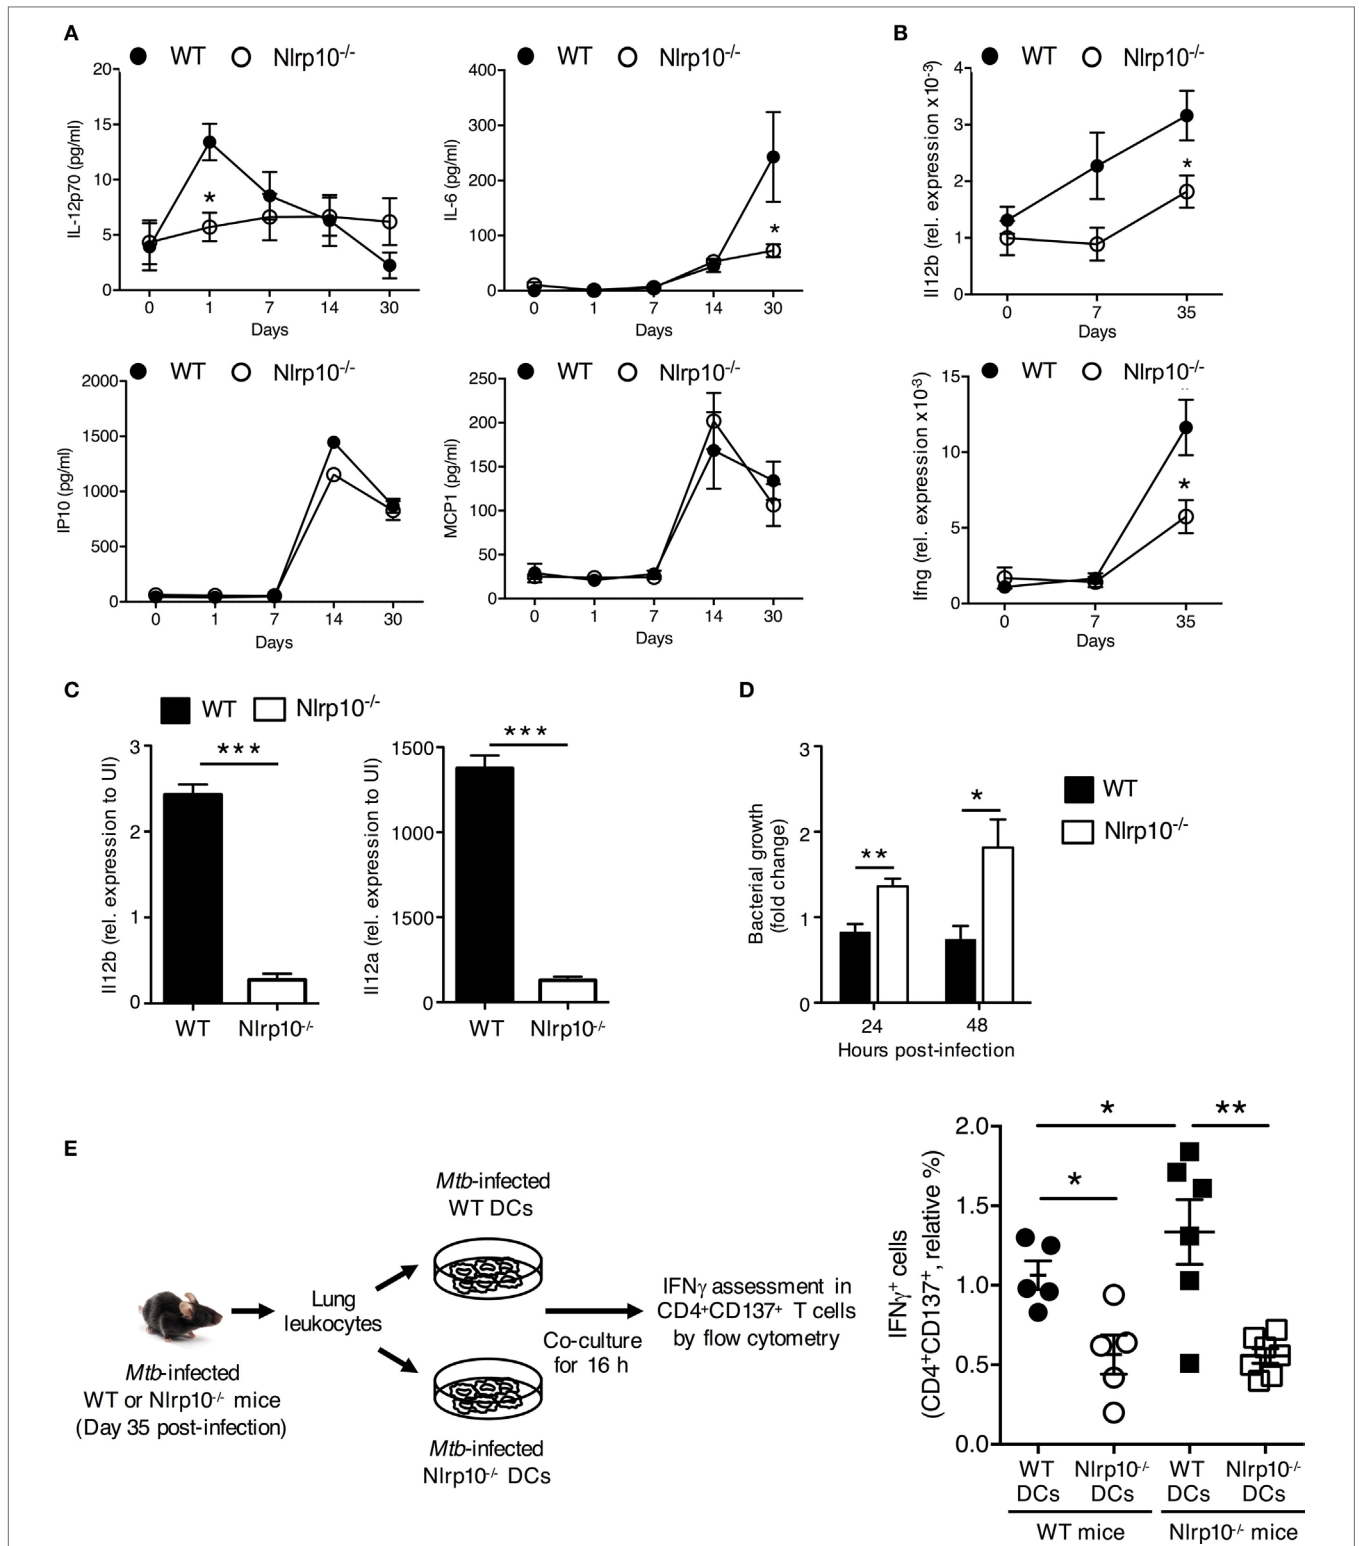 A
WT Nlrp10-/-
IL-12p70 (pg/ml)
20
15
10
5
0
*
0 1 7 14 30
Days
WT Nlrp10-/-
IL-6 (pg/ml)
400
300
200
100
0
*
0 1 7 14 30
Days
B
WT Nlrp10-/-
Il12b (rel. expression x10-3)
4
3
2
1
0
*
0 7 35
Days
WT Nlrp10-/-
IP10 (pg/ml)
2000
1500
1000
500
0
0 1 7 14 30
Days
WT Nlrp10-/-
MCP1 (pg/ml)
250
200
150
100
50
0
0 1 7 14 30
Days
WT Nlrp10-/-
Ifng (rel. expression x10-3)
15
10
5
0
*
0 7 35
Days
C
WT Nlrp10-/-
Il12b (rel. expression to UI)
3
2
1
0
***
WT Nlrp10-/-
Il12a (rel. expression to UI)
1500
1000
1500
0
***
WT Nlrp10-/-
D
Bacterial growth
(fold change)
3
2
1
0
**
*
24 48
Hours post-infection
WT
Nlrp10-/-
E
Mtb-infected
WT or Nlrp10-/- mice
(Day 35 post-infection)
Lung
leukocytes
Mtb-infected
WT DCs
Mtb-infected
Nlrp10-/- DCs
Co-culture
for 16 h
IFNγ assessment in
CD4+CD137+ T cells
by flow cytometry
IFNγ+ cells
(CD4+CD137+, relative %)
2.0
1.5
1.0
0.5
0.0
*
*
**
WT Nlrp10-/- WT Nlrp10-/-
DCs DCs DCs DCs
WT mice Nlrp10-/- mice